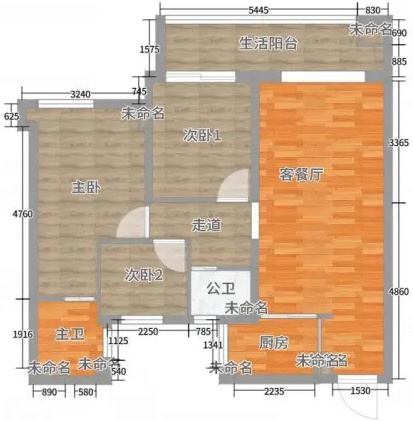 5445 830
未命名
690
生活阳台
1575
885
745
3240
未命名
625
次卧1
3365
客餐厅
主卧
4760
走道
次卧2
公卫
4860
未命名
主卫
1916
2250
785
1125
1341
厨房
未命名
未命名
未命名
名
540
890
580
2235
1530